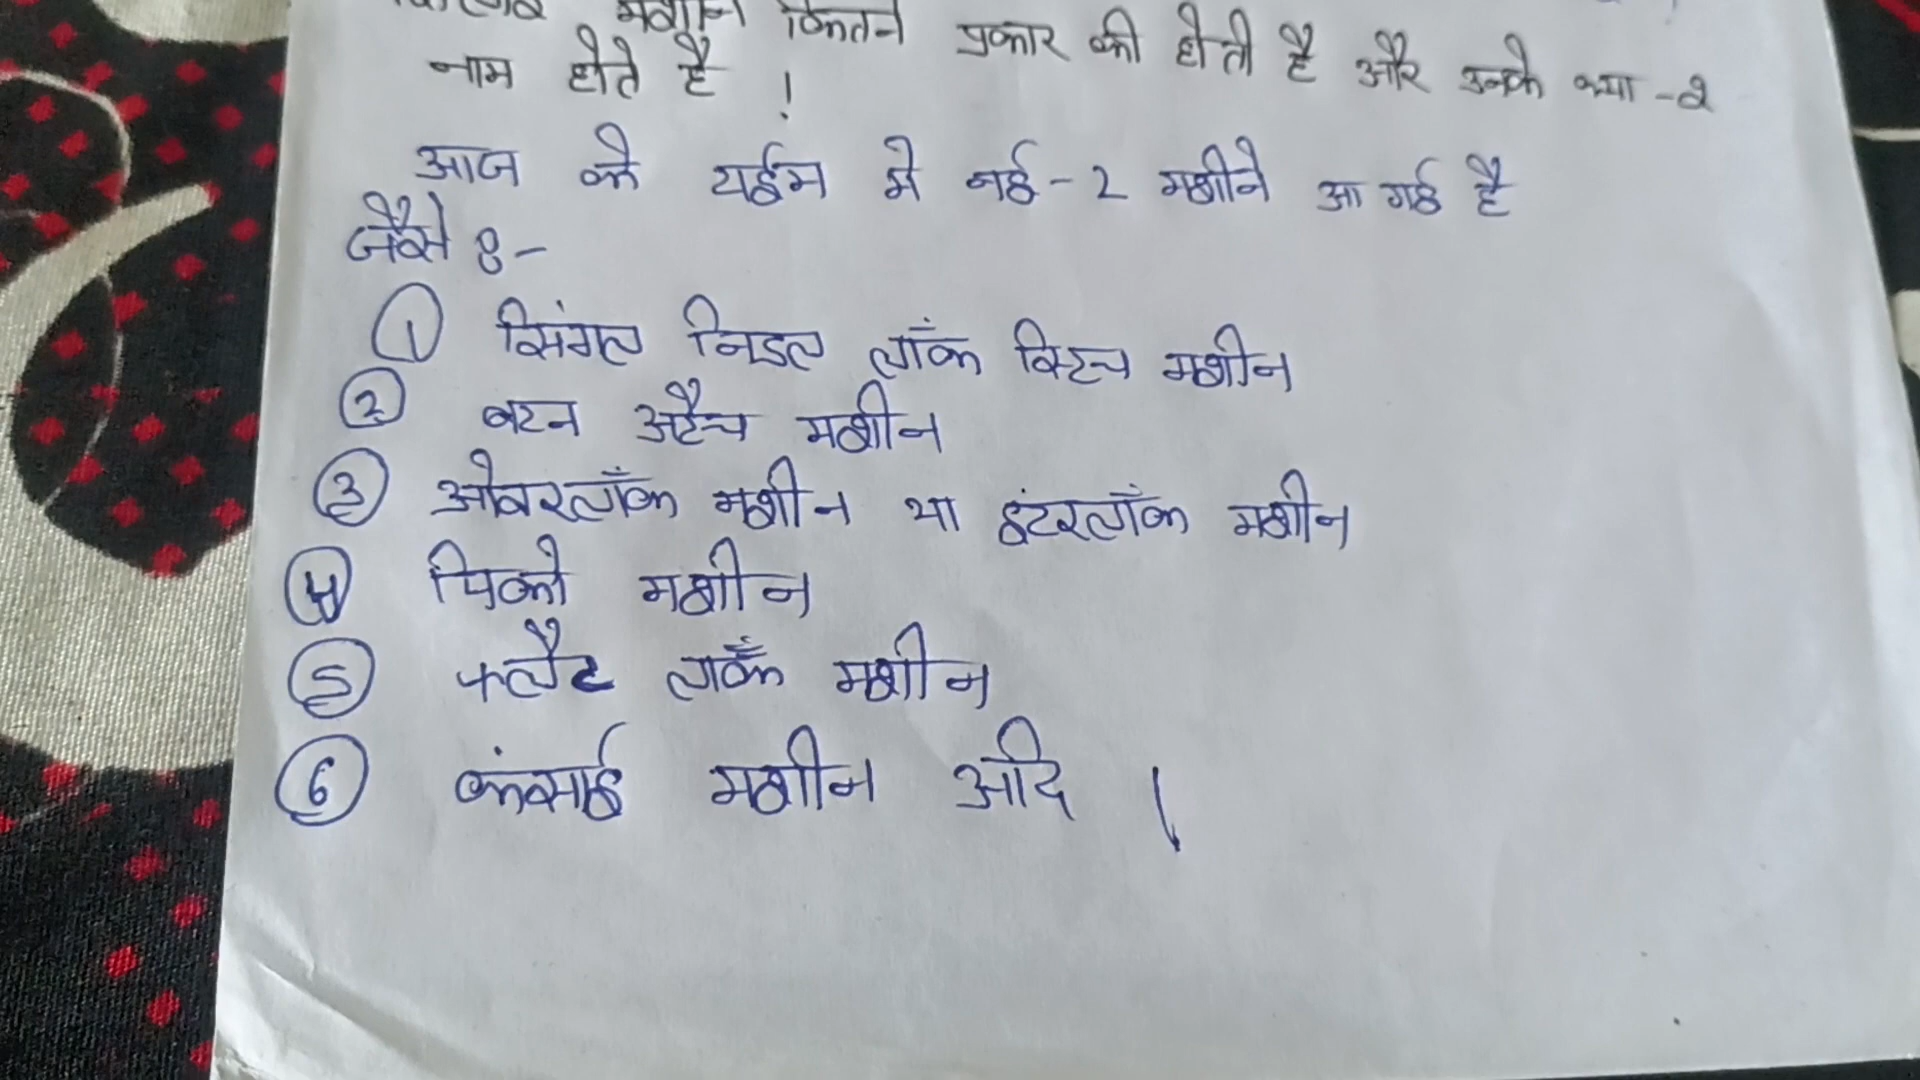 मशीन कितने प्रकार की होती है और उनके क्या -2
नाम होते है !
आज के टाईम मे नई - 2 मशीने आ गई है
जैसे :-
① सिंगल निडल लॉक स्टिच मशीन
② बटन अटैच मशीन
③ ओवरलॉक मशीन या इंटरलॉक मशीन
④ पिको मशीन
⑤ फ्लैट लॉक मशीन
⑥ कंसाई मशीन आदि ।